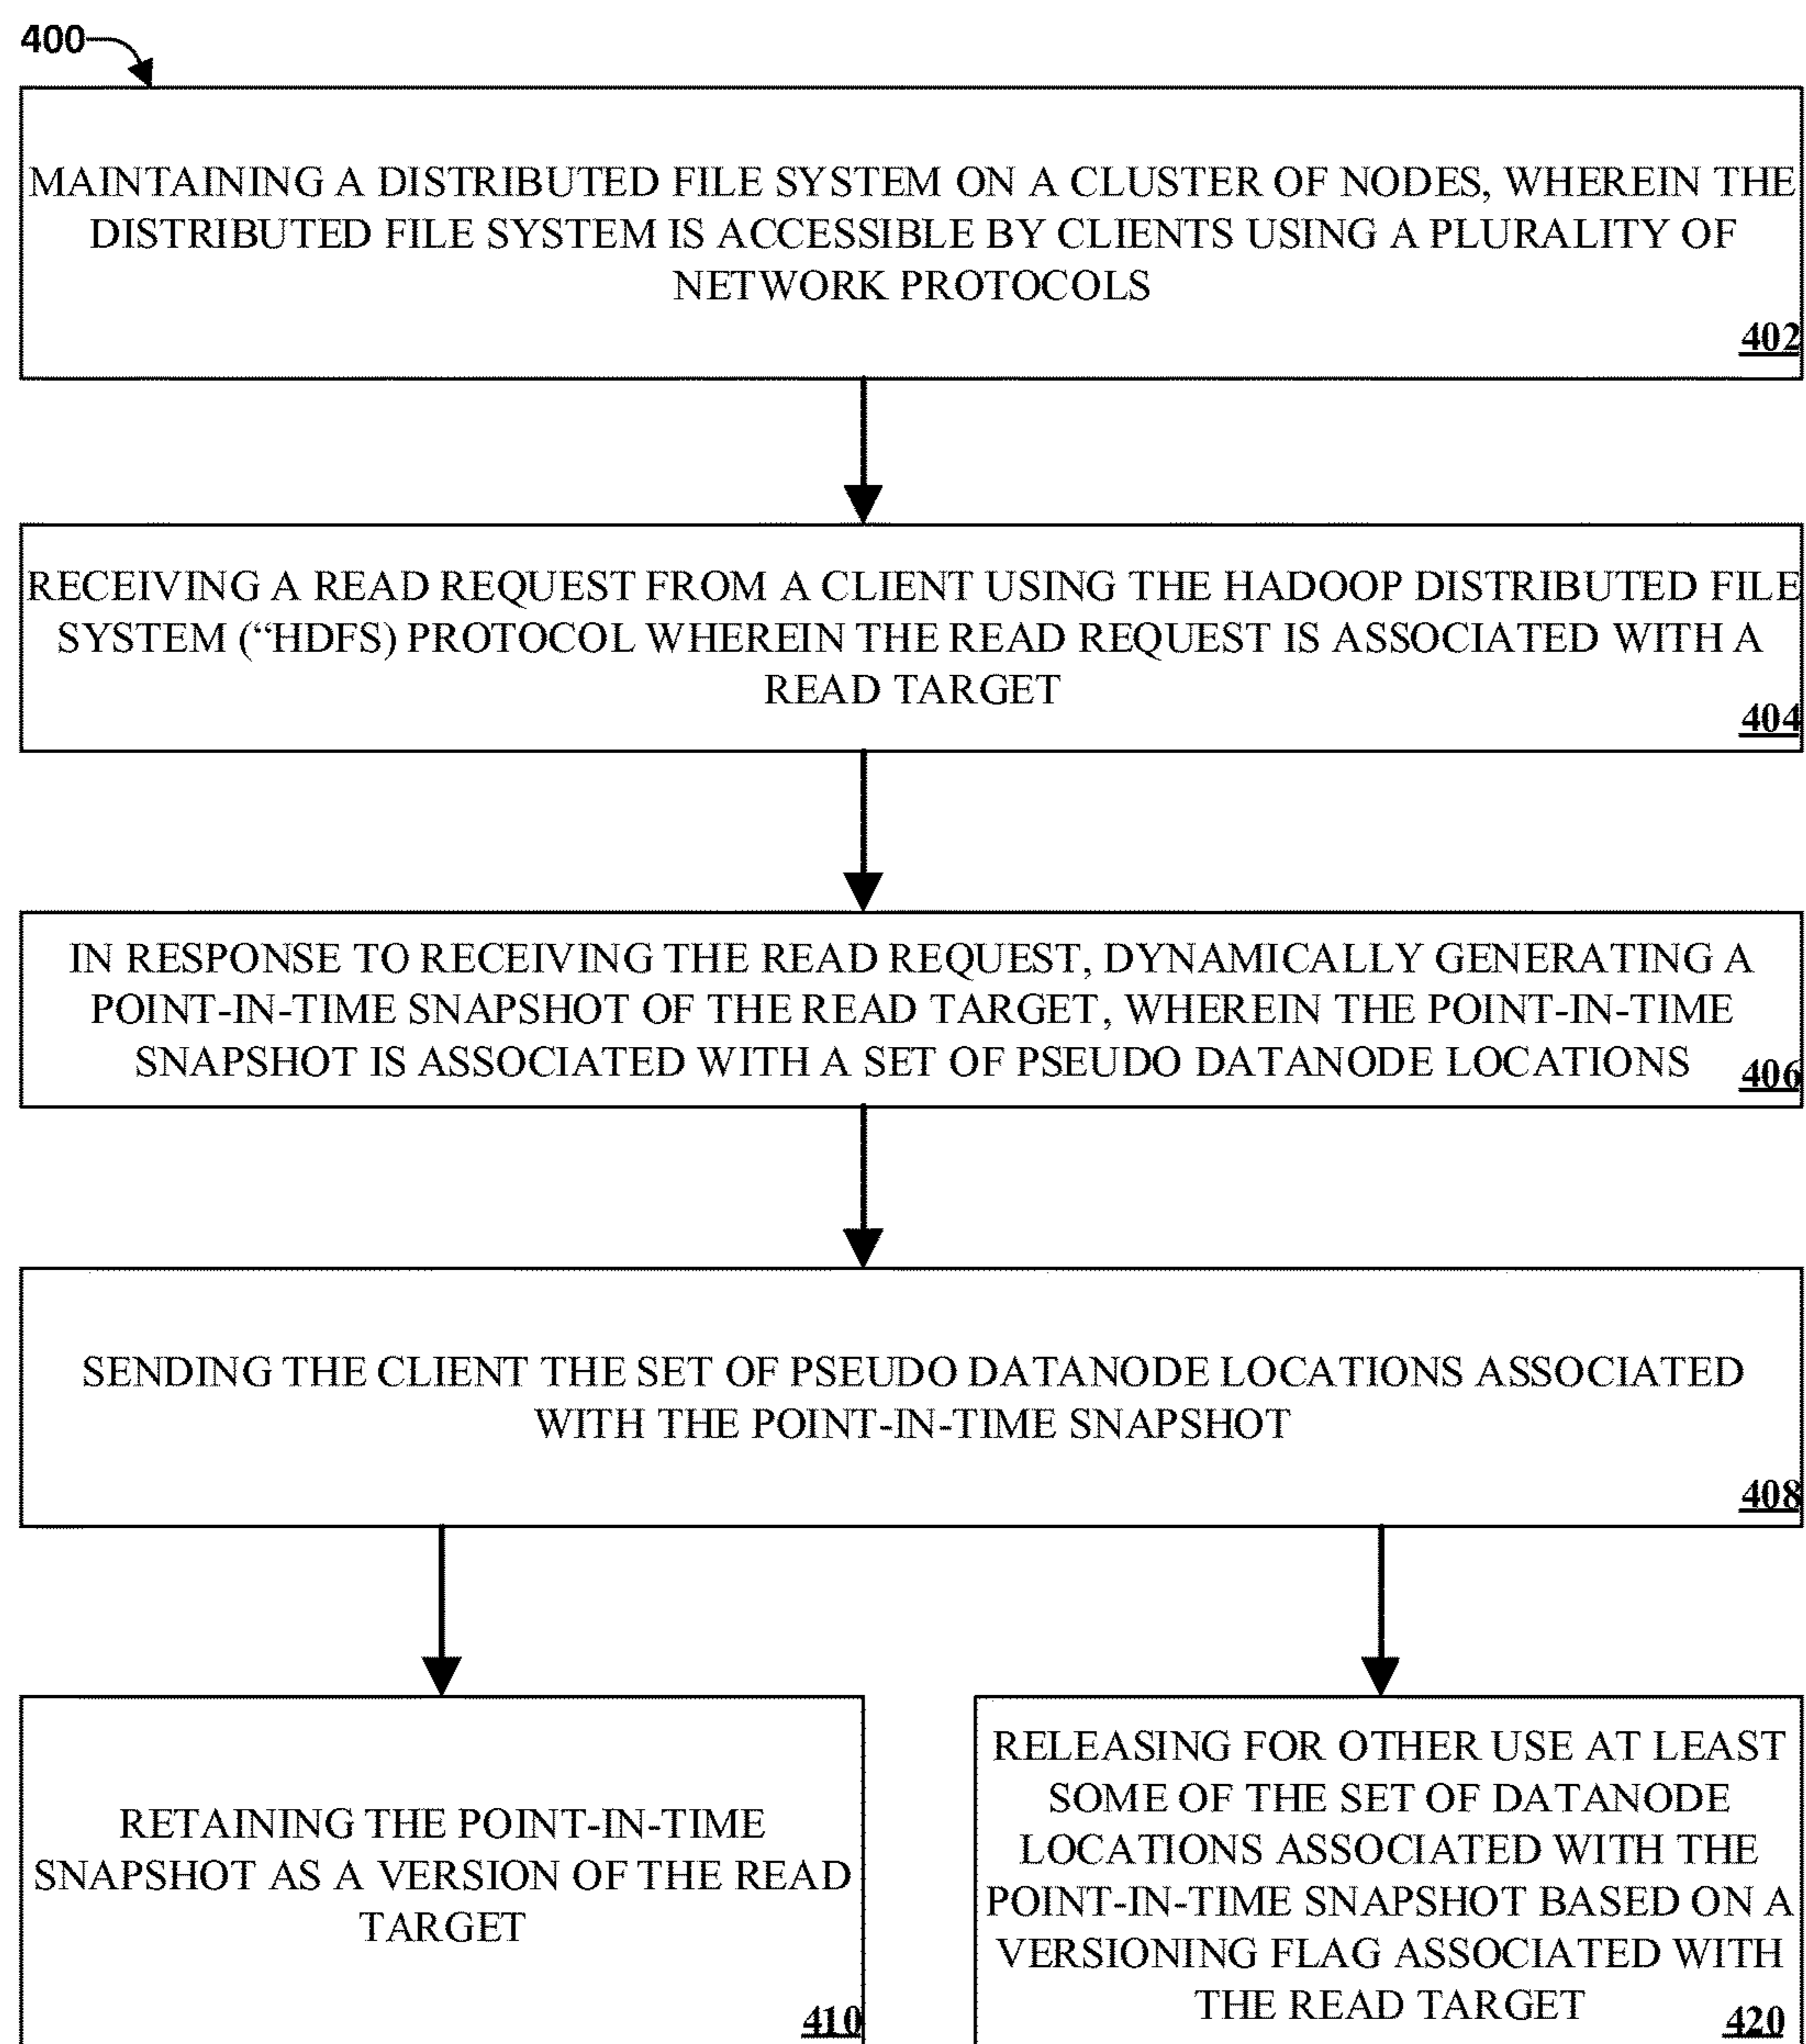 400
MAINTAINING A DISTRIBUTED FILE SYSTEM ON A CLUSTER OF NODES, WHEREIN THE
DISTRIBUTED FILE SYSTEM IS ACCESSIBLE BY CLIENTS USING A PLURALITY OF
NETWORK PROTOCOLS
402
RECEIVING A READ REQUEST FROM A CLIENT USING THE HADOOP DISTRIBUTED FILE
SYSTEM (“HDFS) PROTOCOL WHEREIN THE READ REQUEST IS ASSOCIATED WITH A
READ TARGET
404
IN RESPONSE TO RECEIVING THE READ REQUEST, DYNAMICALLY GENERATING A
POINT-IN-TIME SNAPSHOT OF THE READ TARGET, WHEREIN THE POINT-IN-TIME
SNAPSHOT IS ASSOCIATED WITH A SET OF PSEUDO DATANODE LOCATIONS
406
SENDING THE CLIENT THE SET OF PSEUDO DATANODE LOCATIONS ASSOCIATED
WITH THE POINT-IN-TIME SNAPSHOT
408
RETAINING THE POINT-IN-TIME
SNAPSHOT AS A VERSION OF THE READ
TARGET
410
RELEASING FOR OTHER USE AT LEAST
SOME OF THE SET OF DATANODE
LOCATIONS ASSOCIATED WITH THE
POINT-IN-TIME SNAPSHOT BASED ON A
VERSIONING FLAG ASSOCIATED WITH
THE READ TARGET
420